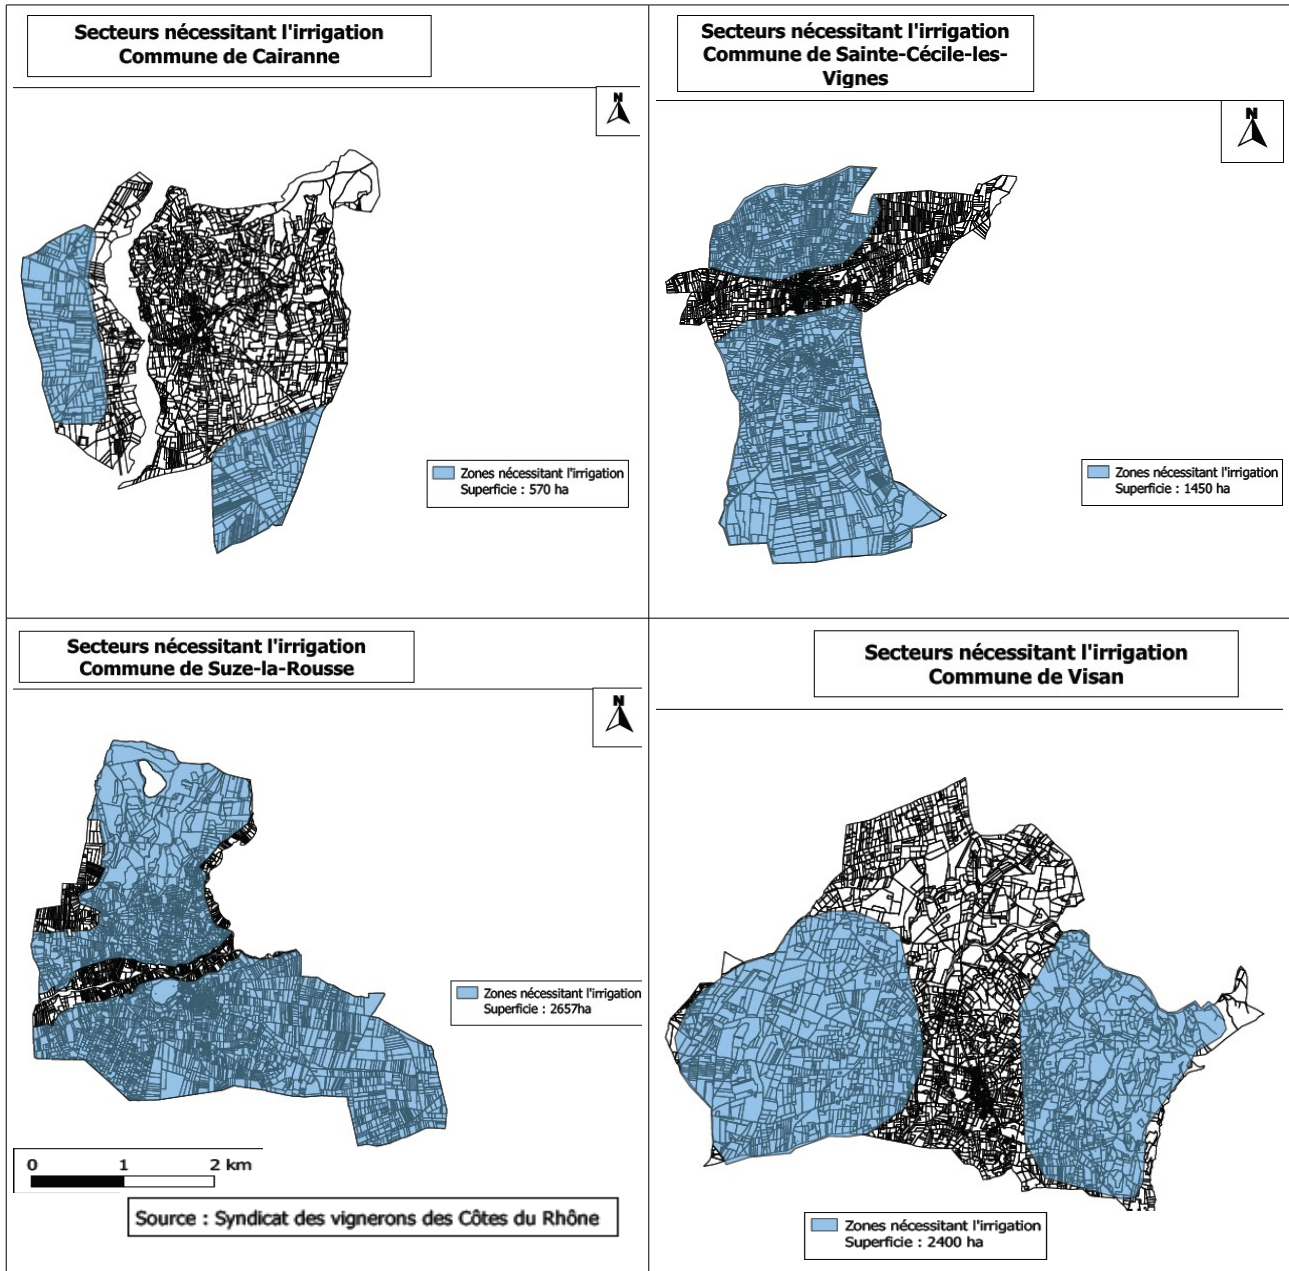 Secteurs nécessitant l'irrigation
Commune de Cairanne
N
Zones nécessitant l'irrigation
Superficie : 570 ha
Secteurs nécessitant l'irrigation
Commune de Sainte-Cécile-les-
Vignes
N
Zones nécessitant l'irrigation
Superficie : 1450 ha
Secteurs nécessitant l'irrigation
Commune de Suze-la-Rousse
N
Zones nécessitant l'irrigation
Superficie : 2657ha
0 1 2 km
Source : Syndicat des vignerons des Côtes du Rhône
Secteurs nécessitant l'irrigation
Commune de Visan
Zones nécessitant l'irrigation
Superficie : 2400 ha